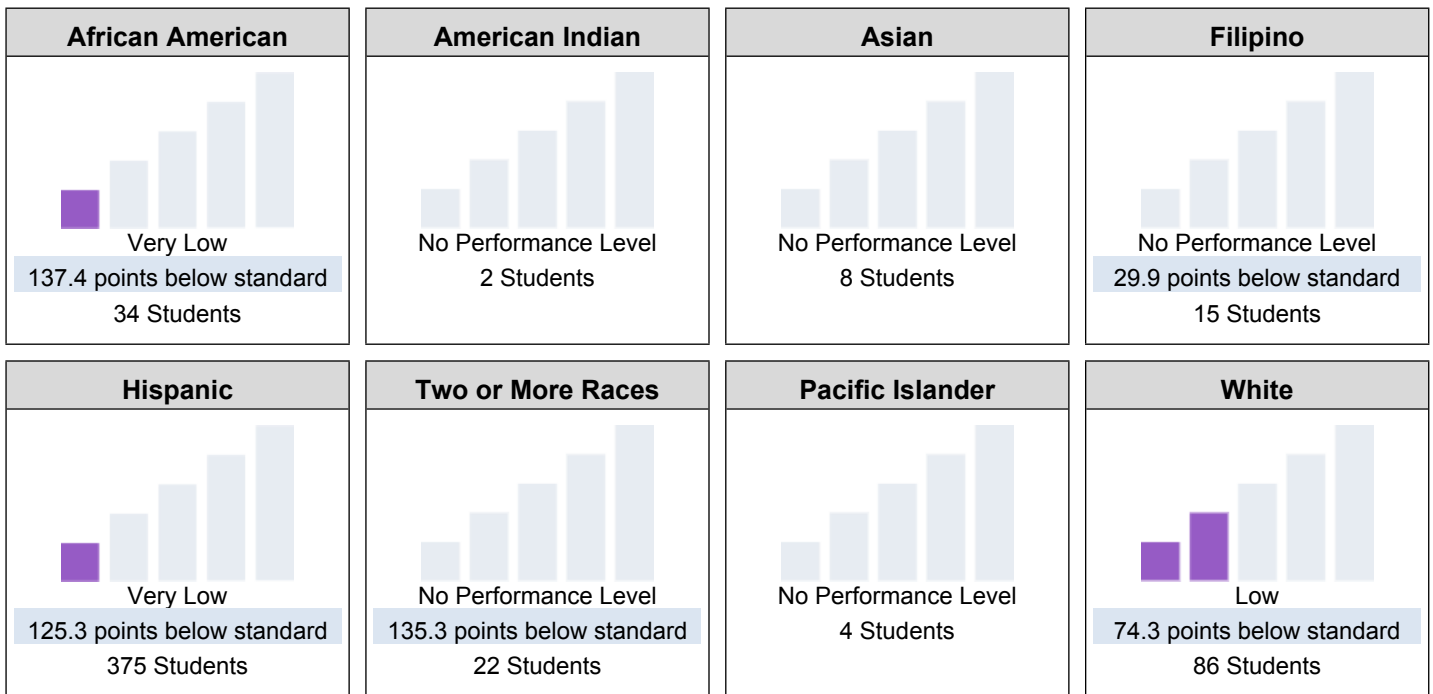 African American
Very Low
137.4 points below standard
34 Students
American Indian
No Performance Level
2 Students
Asian
No Performance Level
8 Students
Filipino
No Performance Level
29.9 points below standard
15 Students
Hispanic
Very Low
125.3 points below standard
375 Students
Two or More Races
No Performance Level
135.3 points below standard
22 Students
Pacific Islander
No Performance Level
4 Students
White
Low
74.3 points below standard
86 Students